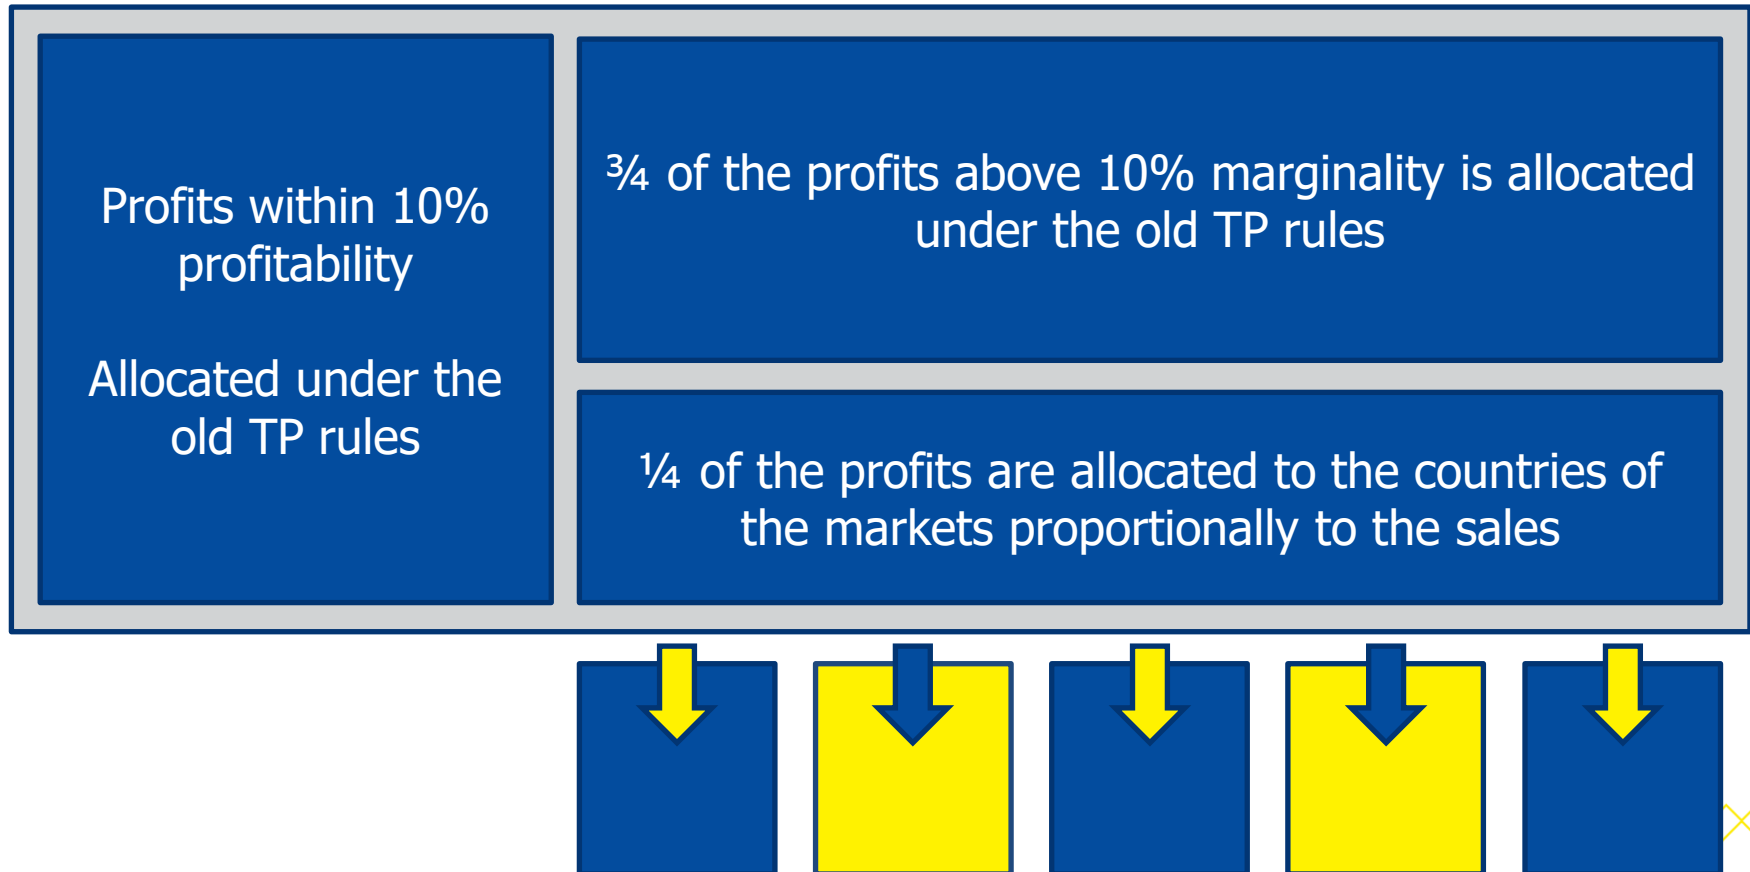 Profits within 10%
profitability
Allocated under the
old TP rules
¾ of the profits above 10% marginality is allocated
under the old TP rules
¼ of the profits are allocated to the countries of
the markets proportionally to the sales